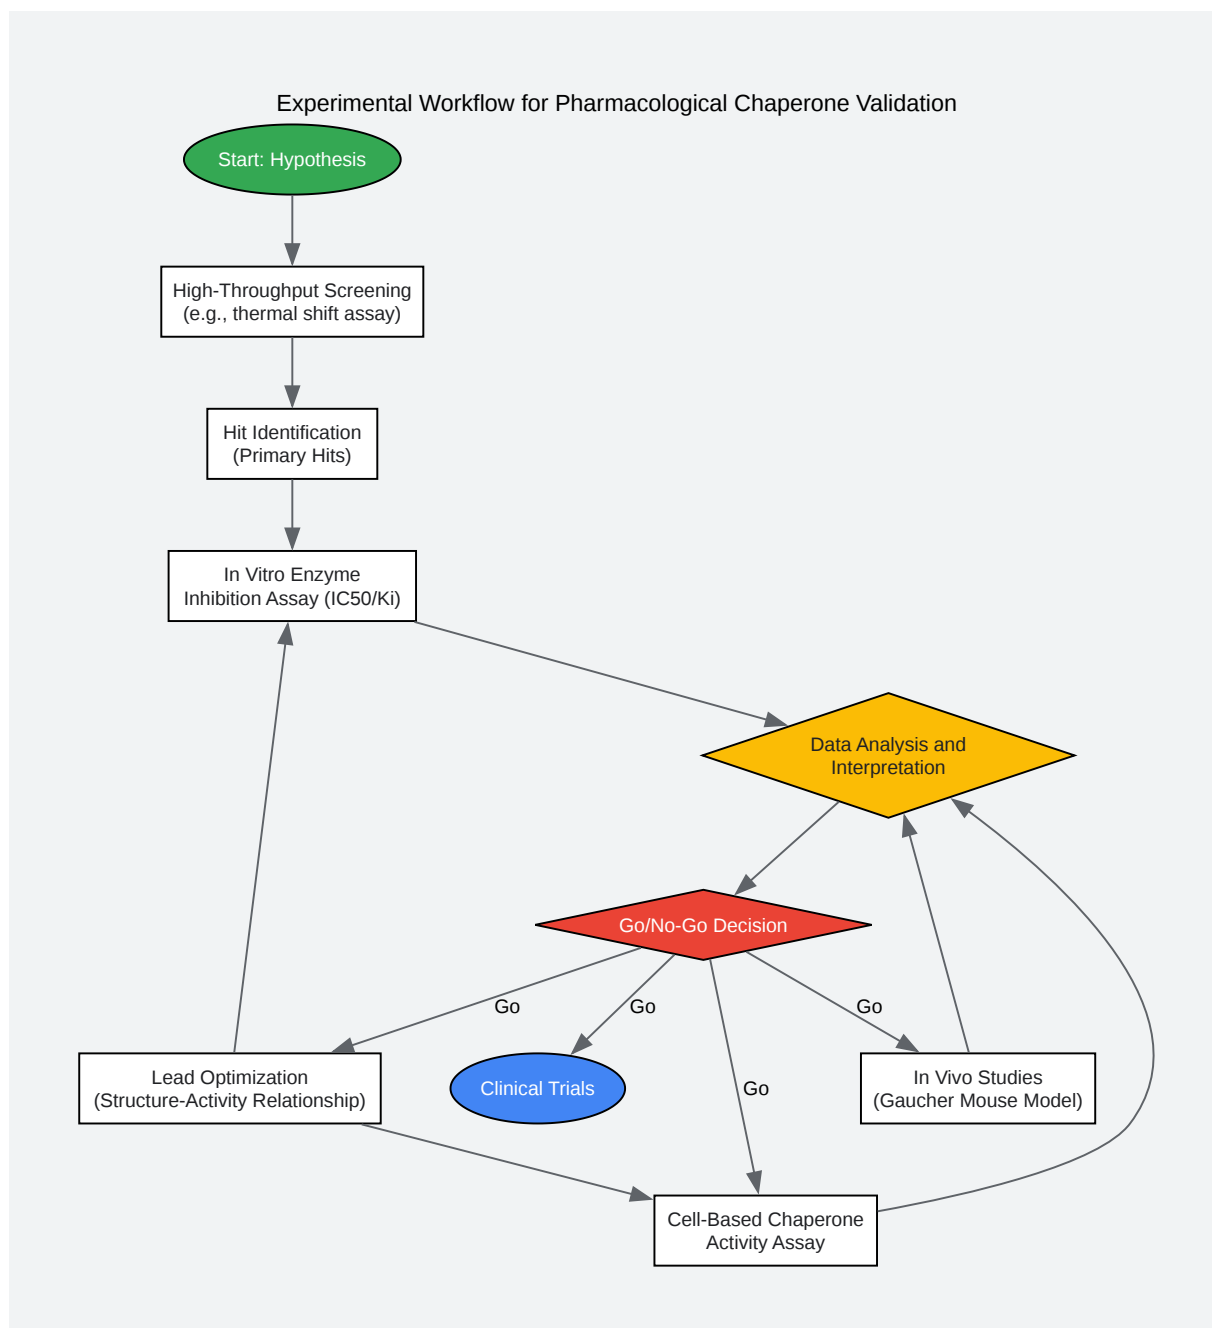 Experimental Workflow for Pharmacological Chaperone Validation
Start: Hypothesis
High-Throughput Screening
(e.g., thermal shift assay)
Hit Identification
(Primary Hits)
In Vitro Enzyme
Inhibition Assay (IC50/Ki)
Data Analysis and
Interpretation
Go/No-Go Decision
Go
Go
Go
Go
Lead Optimization
(Structure-Activity Relationship)
Clinical Trials
In Vivo Studies
(Gaucher Mouse Model)
Cell-Based Chaperone
Activity Assay